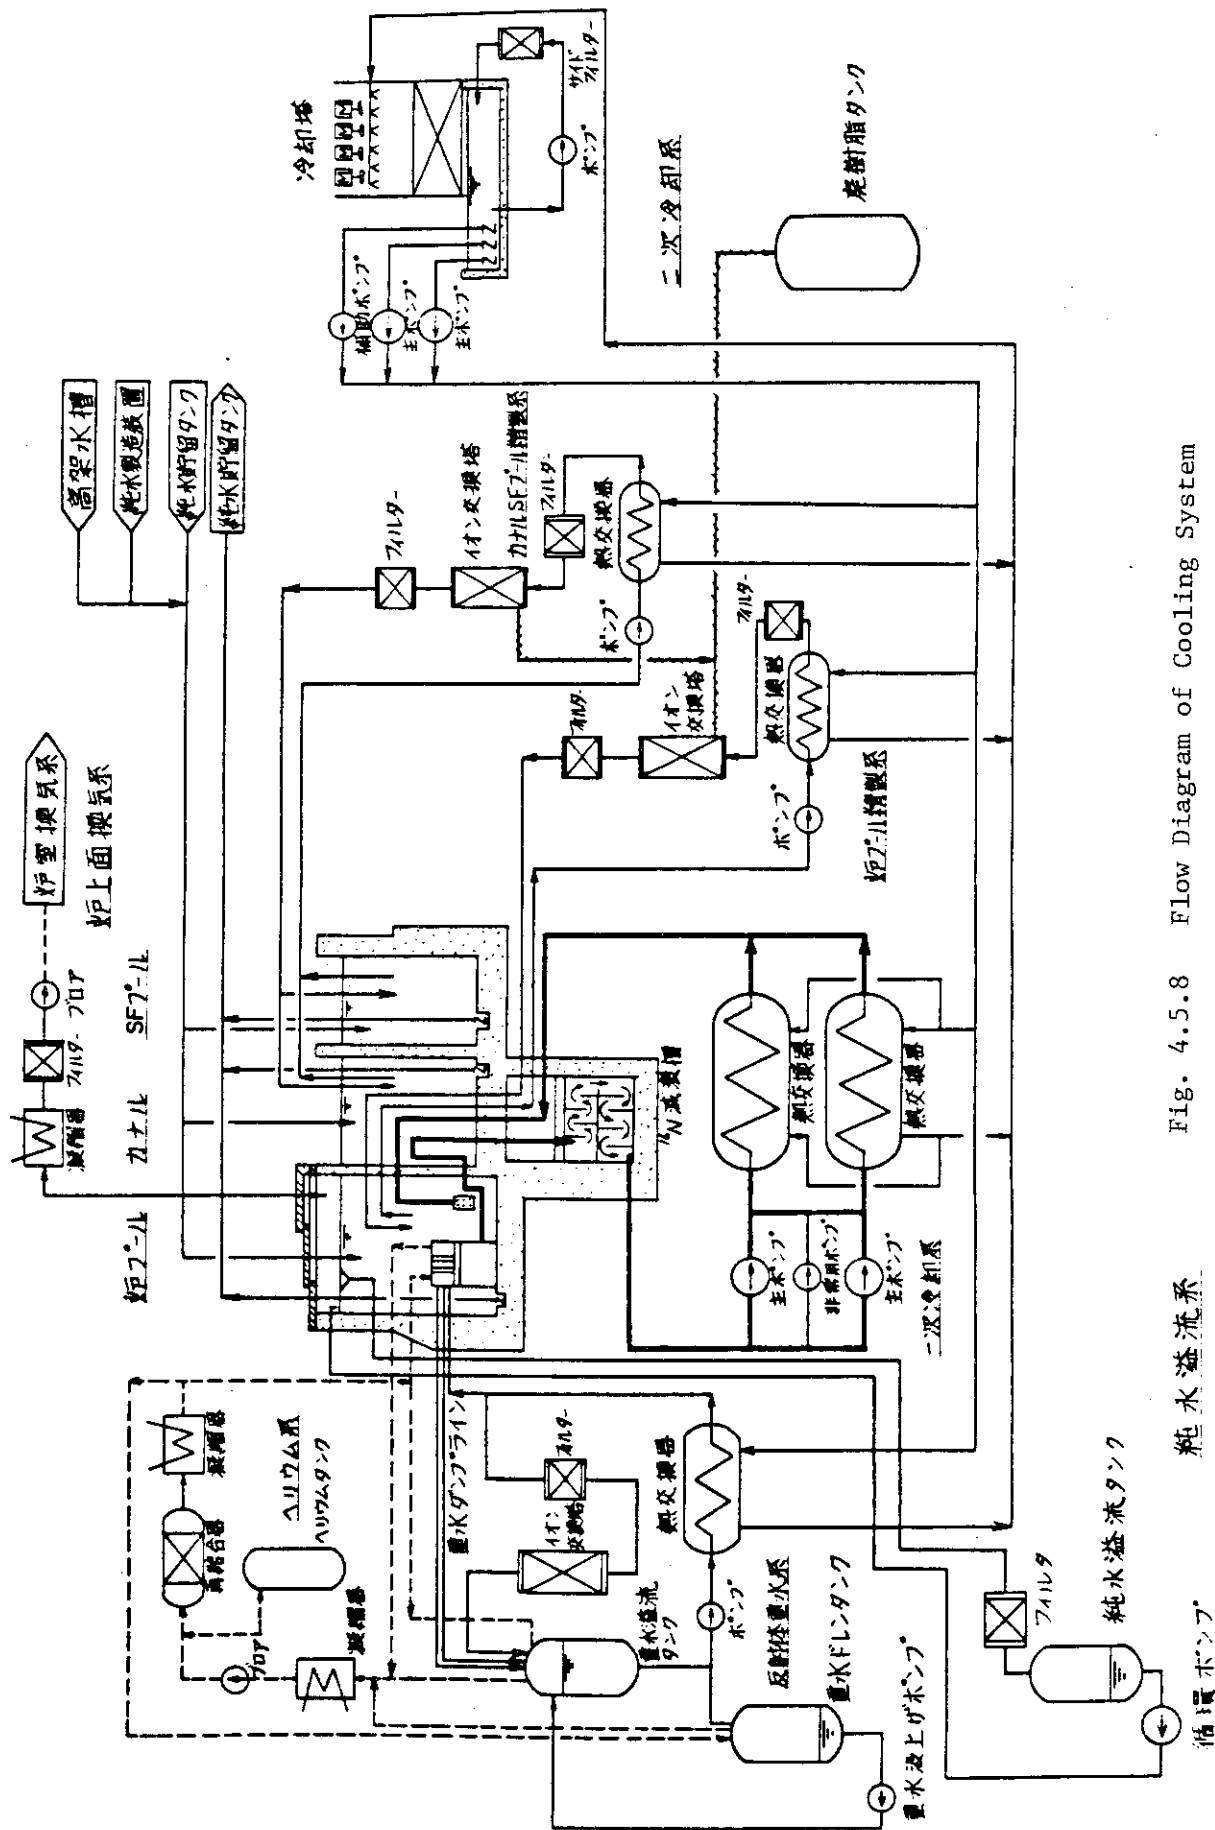 高架水槽
純水製造装置
純水貯留タンク
純水貯留タンク
炉室換気系
炉上面換気系
ブロア
フィルター
凝縮器
SFプール
カナル
炉プール
冷却塔
M M M M
サイド
フィルター
ポンプ
補助ポンプ
主ポンプ
主ポンプ
二次冷却系
廃樹脂タンク
フィルター
イオン交換塔
カナルSFプール精製系
フィルター
熱交換器
ポンプ
フィルター
イオン
交換塔
フィルター
熱交換器
ポンプ
炉プール精製系
¹⁶N減衰槽
熱交換器
熱交換器
主ポンプ
非常用ポンプ
主ポンプ
一次冷却系
凝縮器
再結合器
ヘリウム系
ヘリウムタンク
ブロア
凝縮器
重水ダンプライン
フィルター
イオン
交換塔
熱交換器
重水溢流
タンク
ポンプ
反射体重水系
重水ドレンタンク
重水汲上げポンプ
純水溢流系
フィルタ
純水溢流タンク
循環ポンプ
Fig. 4.5.8 Flow Diagram of Cooling System